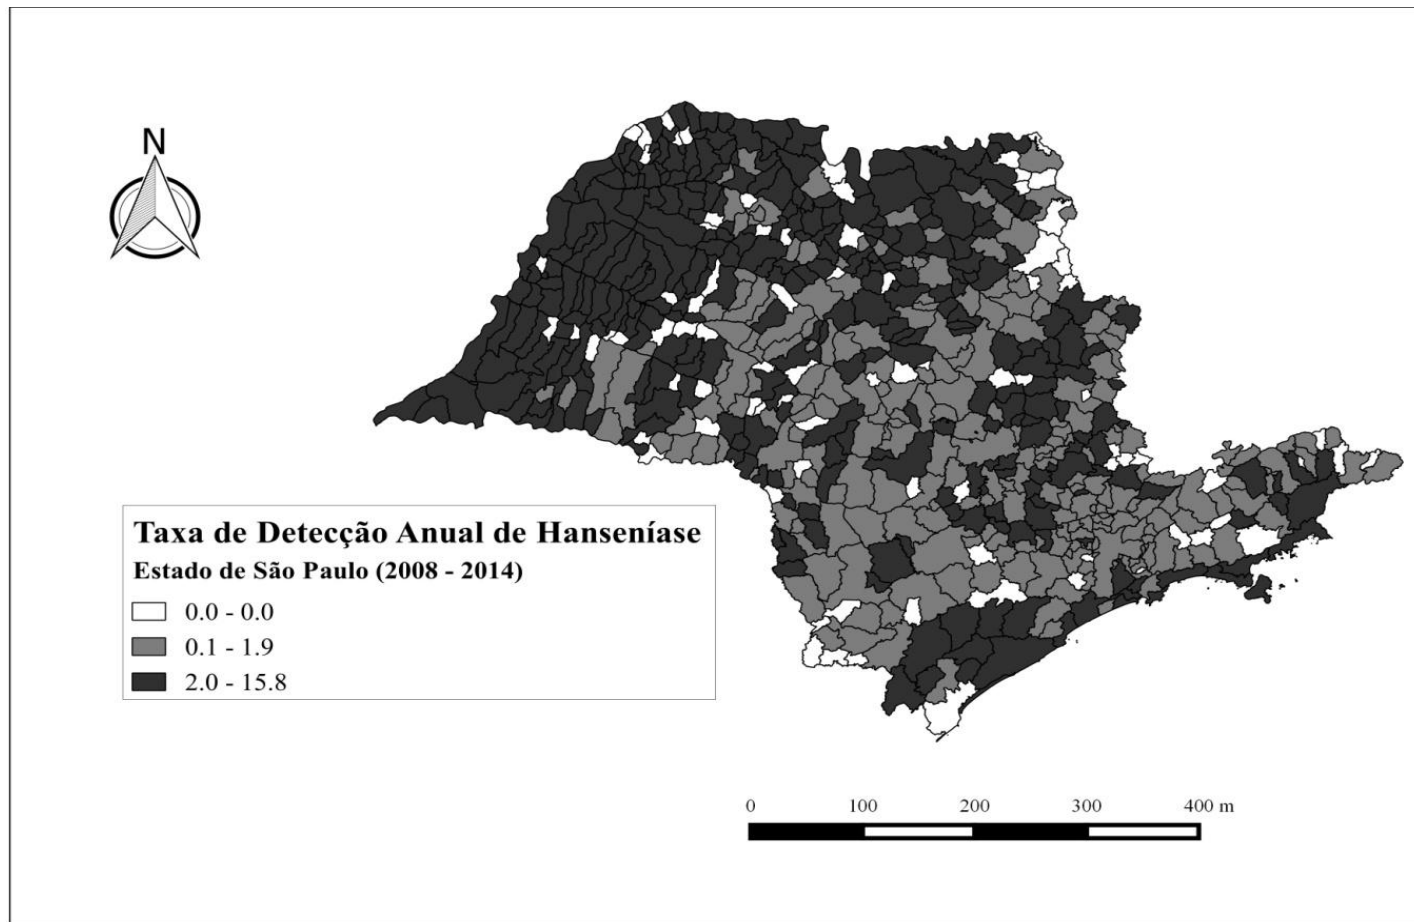 N
Taxa de Detecção Anual de Hanseníase
Estado de São Paulo (2008 - 2014)
0.0 - 0.0
0.1 - 1.9
2.0 - 15.8
0 100 200 300 400 m